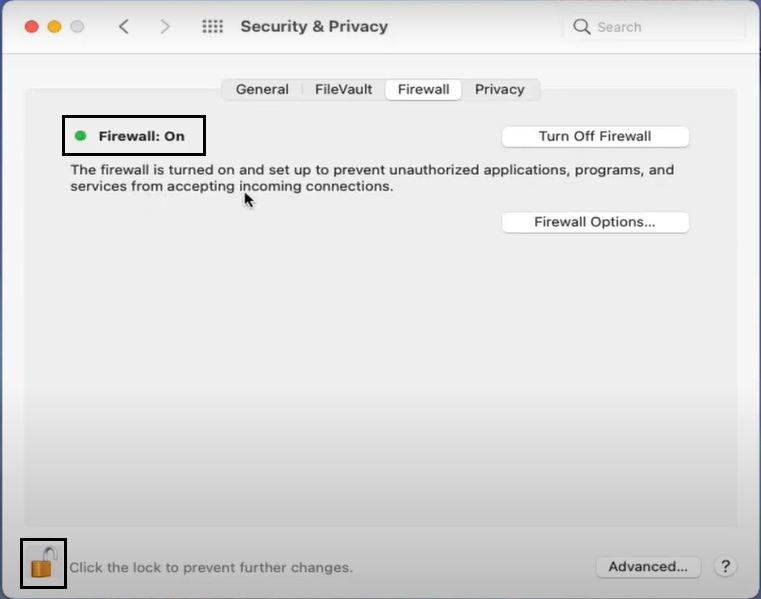 Security & Privacy
Search
General
FileVault
Firewall
Privacy
Firewall: On
Turn Off Firewall
The firewall is turned on and set up to prevent unauthorized applications, programs, and
services from accepting incoming connections.
Firewall Options...
Click the lock to prevent further changes.
Advanced...
?